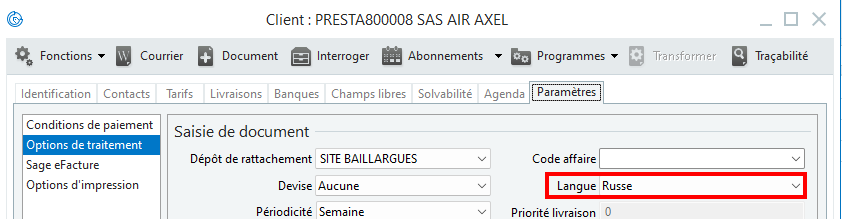 Client : PRESTA800008 SAS AIR AXEL
Fonctions Courrier Document Interroger Abonnements Programmes Transformer Traçabilité
Identification Contacts Tarifs Livraisons Banques Champs libres Solvabilité Agenda Paramètres
Conditions de paiement
Options de traitement
Sage eFacture
Options d'impression
Saisie de document
Dépôt de rattachement SITE BAILLARGUES Code affaire
Devise Aucune Langue Russe
Périodicité Semaine Priorité livraison 0